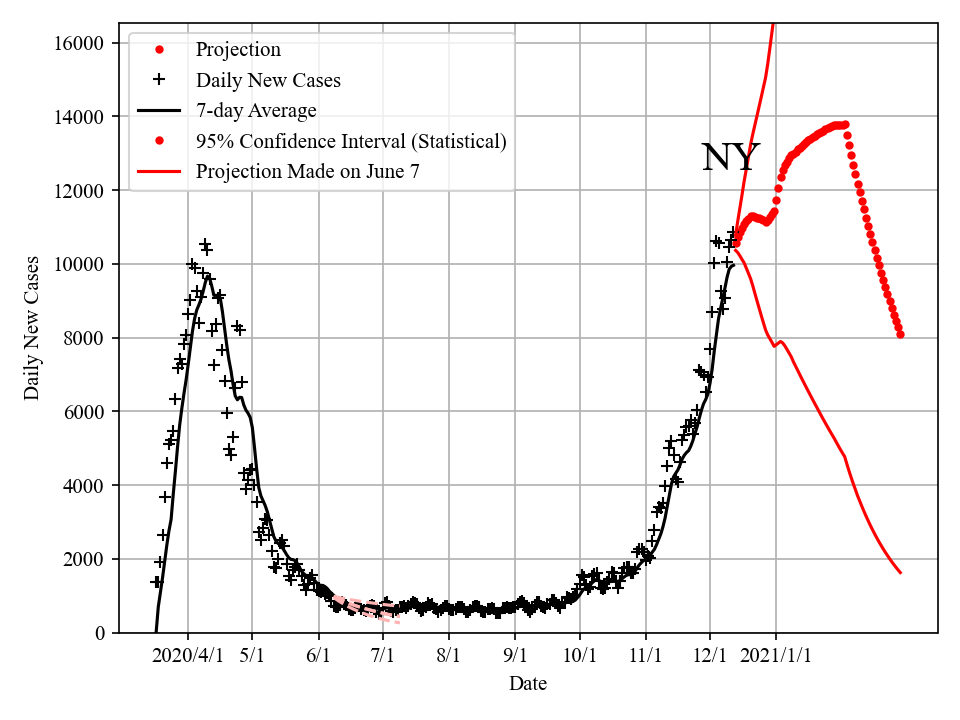 Projection
Daily New Cases
7-day Average
95% Confidence Interval (Statistical)
Projection Made on June 7
NY
16000
14000
12000
10000
8000
6000
4000
2000
0
Daily New Cases
2020/4/1 5/1 6/1 7/1 8/1 9/1 10/1 11/1 12/1 2021/1/1
Date